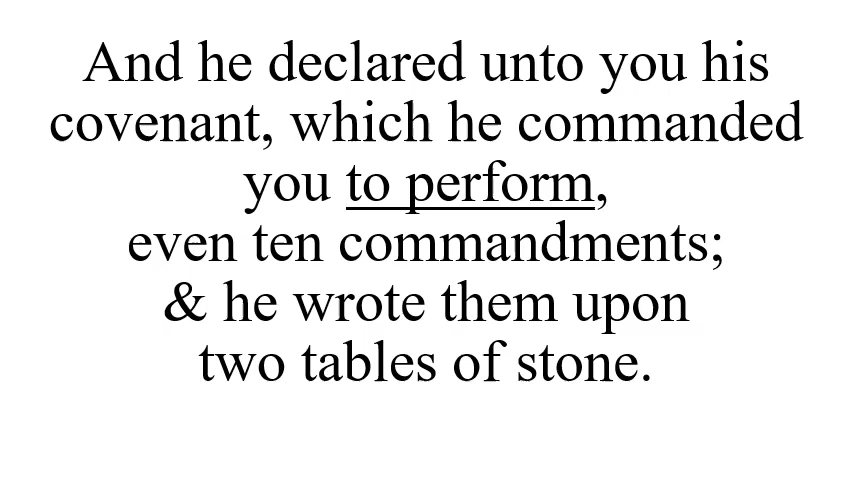 And he declared unto you his
covenant, which he commanded
you to perform,
even ten commandments;
& he wrote them upon
two tables of stone.